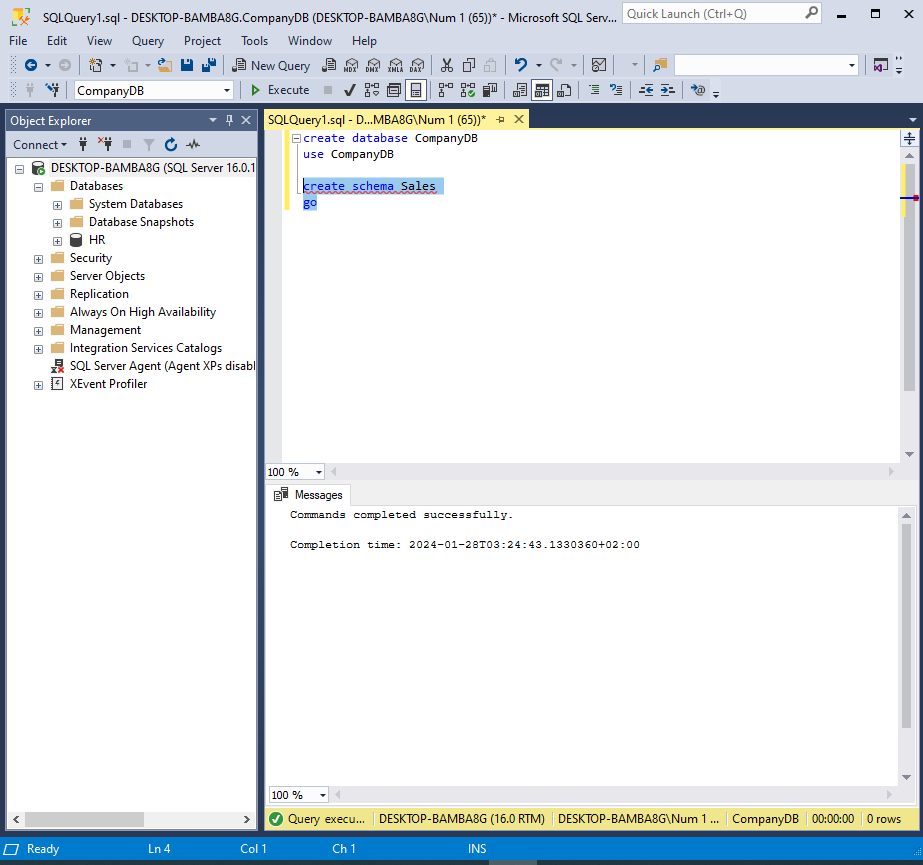 SQLQuery1.sql - DESKTOP-BAMBA8G.CompanyDB (DESKTOP-BAMBA8G\Num 1 (65))* - Microsoft SQL Serv...
Quick Launch (Ctrl+Q)
File Edit View Query Project Tools Window Help
New Query MDX DMX XMLA DAX
CompanyDB Execute
Object Explorer
Connect
DESKTOP-BAMBA8G (SQL Server 16.0.1
Databases
System Databases
Database Snapshots
HR
Security
Server Objects
Replication
Always On High Availability
Management
Integration Services Catalogs
SQL Server Agent (Agent XPs disabl
XEvent Profiler
SQLQuery1.sql - D...MBA8G\Num 1 (65))*
create database CompanyDB
use CompanyDB
create schema Sales
go
100 %
Messages
Commands completed successfully.
Completion time: 2024-01-28T03:24:43.1330360+02:00
100 %
Query execu... DESKTOP-BAMBA8G (16.0 RTM) DESKTOP-BAMBA8G\Num 1 ... CompanyDB 00:00:00 0 rows
Ready Ln 4 Col 1 Ch 1 INS